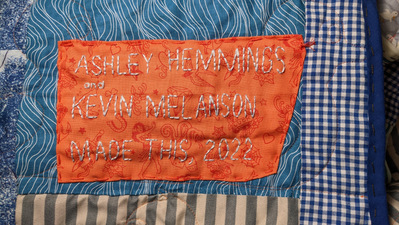 ASHLEY HEMMINGS
and
KEVIN MELANSON
MADE THIS, 2022